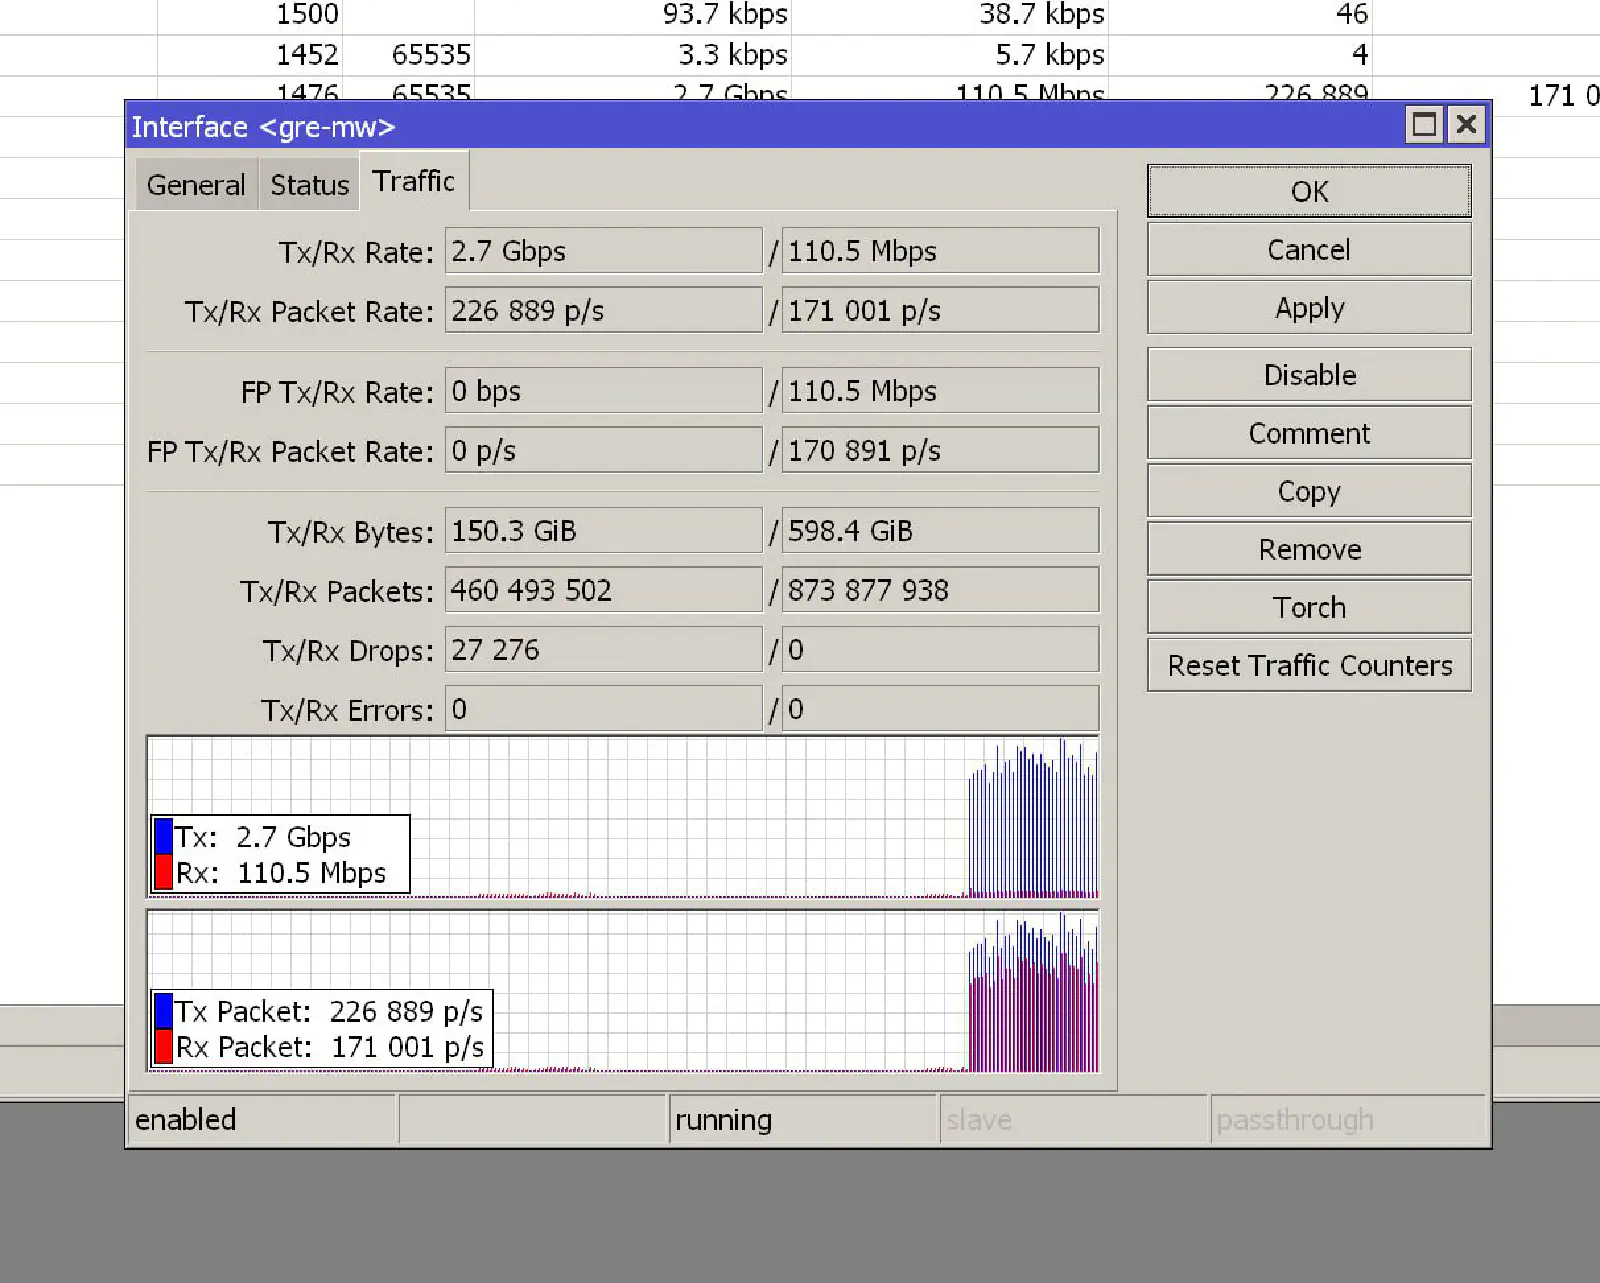 1500 93.7 kbps 38.7 kbps 46
1452 65535 3.3 kbps 5.7 kbps 4
1476 65535 2.7 Gbps 110.5 Mbps 226 889 171 0
Interface <gre-mw>
General Status Traffic
Tx/Rx Rate: 2.7 Gbps / 110.5 Mbps
Tx/Rx Packet Rate: 226 889 p/s / 171 001 p/s
FP Tx/Rx Rate: 0 bps / 110.5 Mbps
FP Tx/Rx Packet Rate: 0 p/s / 170 891 p/s
Tx/Rx Bytes: 150.3 GiB / 598.4 GiB
Tx/Rx Packets: 460 493 502 / 873 877 938
Tx/Rx Drops: 27 276 / 0
Tx/Rx Errors: 0 / 0
Tx: 2.7 Gbps
Rx: 110.5 Mbps
Tx Packet: 226 889 p/s
Rx Packet: 171 001 p/s
OK
Cancel
Apply
Disable
Comment
Copy
Remove
Torch
Reset Traffic Counters
enabled running slave passthrough